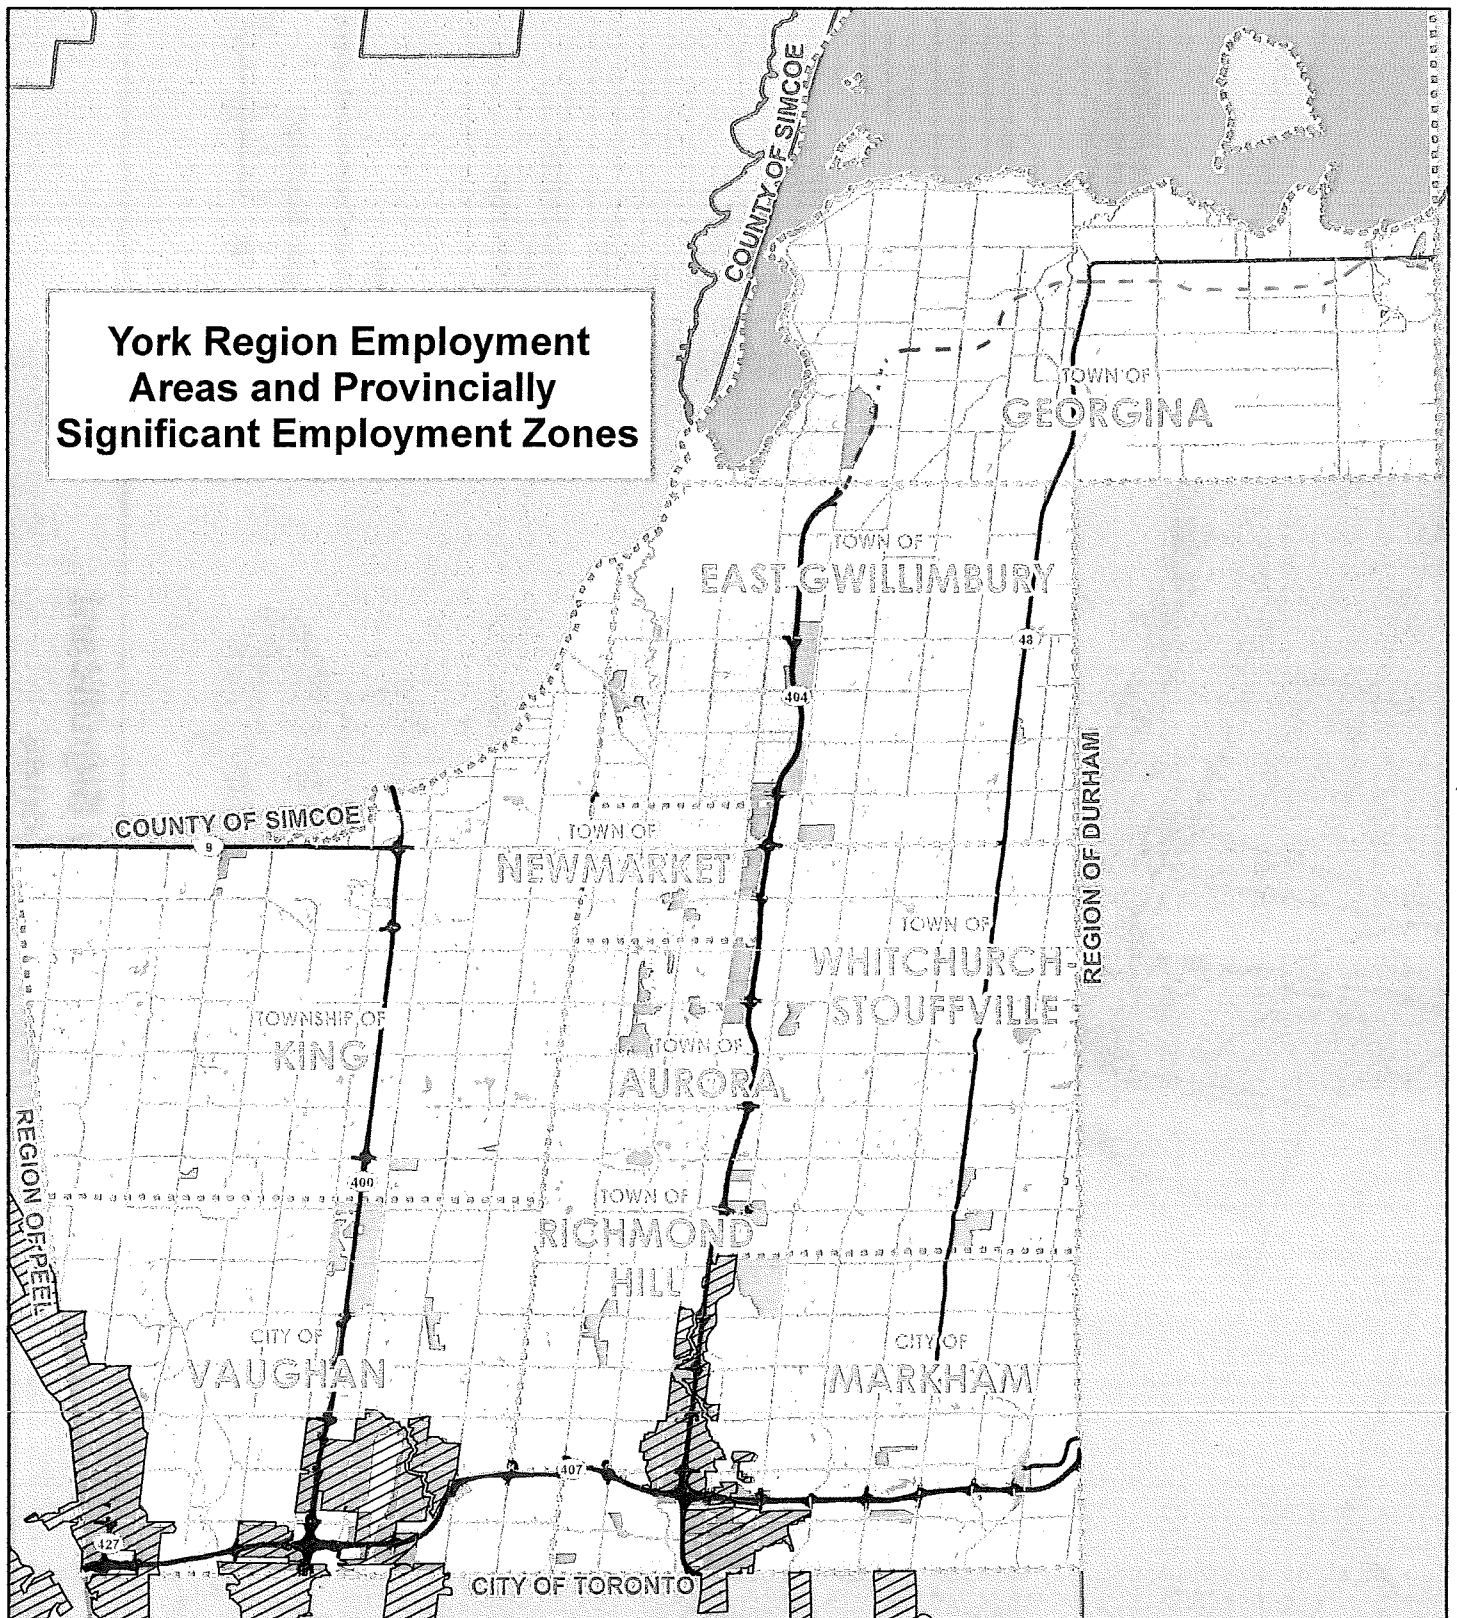 COUNTY OF SIMCOE
York Region Employment
Areas and Provincially
Significant Employment Zones
TOWN OF
GEORGINA
TOWN OF
EAST GWILLIMBURY
48
404
COUNTY OF SIMCOE
9
TOWN OF
NEWMARKET
REGION OF DURHAM
TOWN OF
WHITCHURCH-
STOUFFVILLE
TOWNSHIP OF
KING
TOWN OF
AURORA
REGION OF PEEL
400
TOWN OF
RICHMOND
HILL
CITY OF
VAUGHAN
CITY OF
MARKHAM
407
427
CITY OF TORONTO